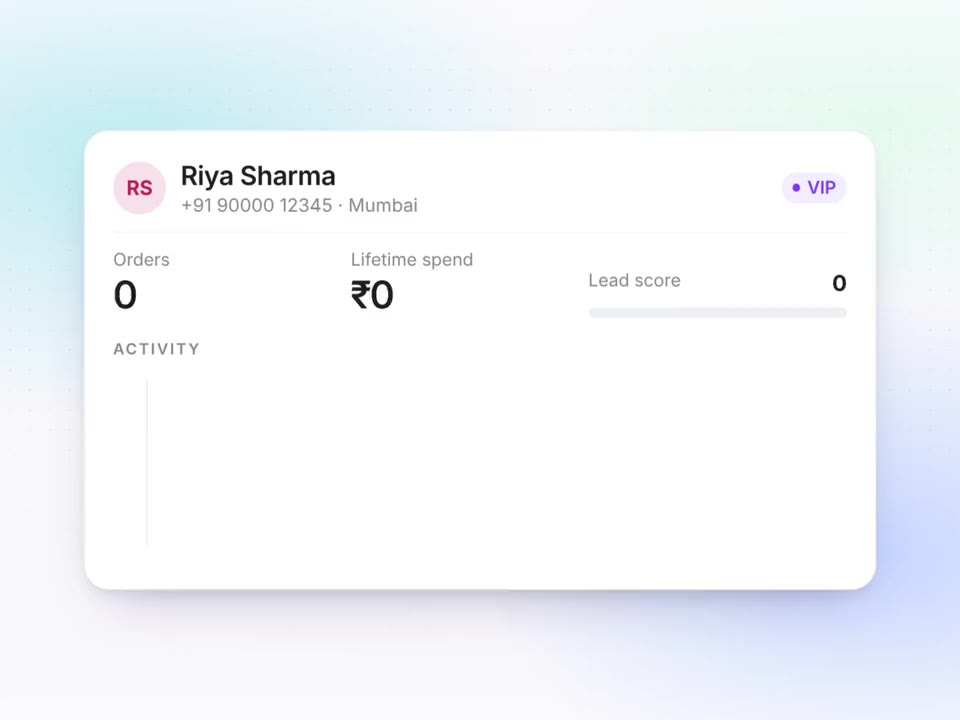 RS
Riya Sharma
+91 90000 12345 · Mumbai
VIP
Orders
0
Lifetime spend
₹0
Lead score
0
ACTIVITY